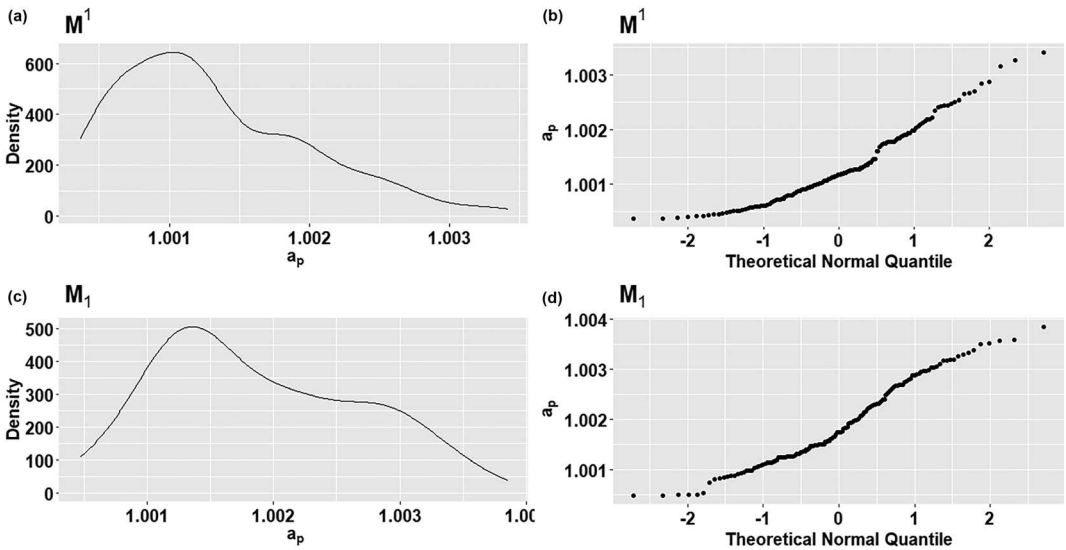 (a) M¹
Density
600
400
200
0
1.001 1.002 1.003
aₚ
(b) M¹
aₚ
1.003
1.002
1.001
-2 -1 0 1 2
Theoretical Normal Quantile
(c) M₁
Density
500
400
300
200
100
0
1.001 1.002 1.003 1.00
aₚ
(d) M₁
aₚ
1.004
1.003
1.002
1.001
-2 -1 0 1 2
Theoretical Normal Quantile